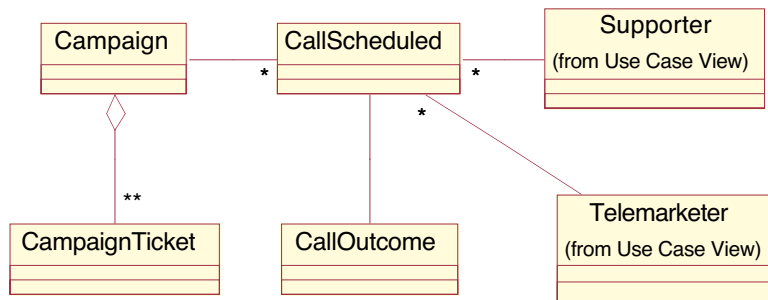 Campaign
CallScheduled
Supporter
(from Use Case View)
*
*
*
**
CampaignTicket
CallOutcome
Telemarketer
(from Use Case View)